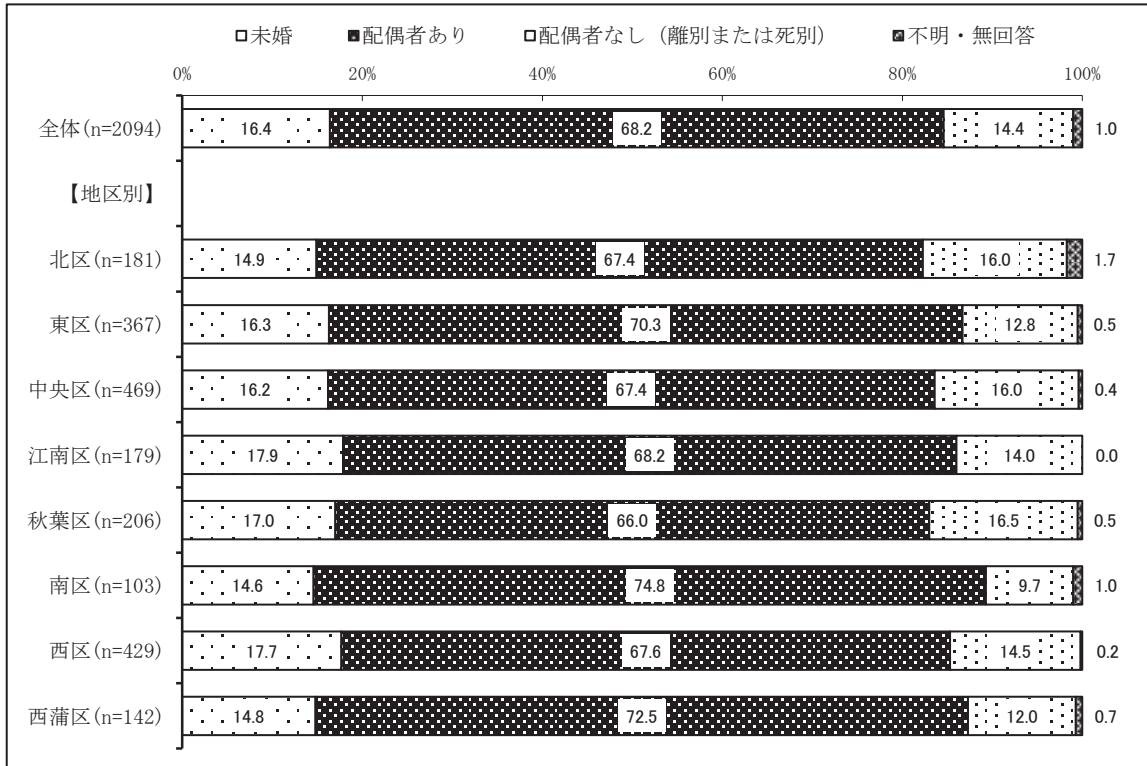 未婚 配偶者あり 配偶者なし（離別または死別） 不明・無回答
0% 20% 40% 60% 80% 100%
全体(n=2094) 16.4 68.2 14.4 1.0
【地区別】
北区(n=181) 14.9 67.4 16.0 1.7
東区(n=367) 16.3 70.3 12.8 0.5
中央区(n=469) 16.2 67.4 16.0 0.4
江南区(n=179) 17.9 68.2 14.0 0.0
秋葉区(n=206) 17.0 66.0 16.5 0.5
南区(n=103) 14.6 74.8 9.7 1.0
西区(n=429) 17.7 67.6 14.5 0.2
西蒲区(n=142) 14.8 72.5 12.0 0.7